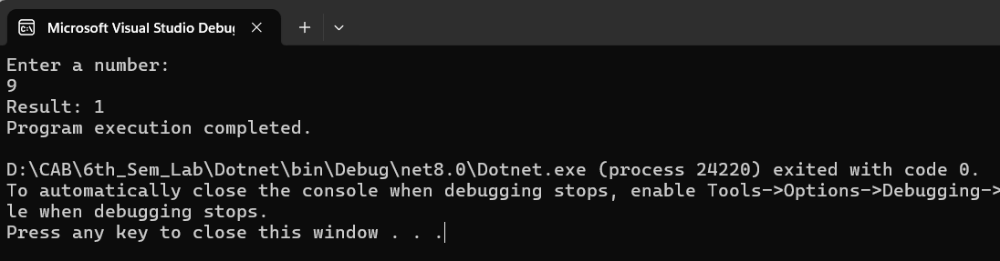 Microsoft Visual Studio Debu
Enter a number:
9
Result: 1
Program execution completed.
D:\CAB\6th_Sem_Lab\Dotnet\bin\Debug\net8.0\Dotnet.exe (process 24220) exited with code 0.
To automatically close the console when debugging stops, enable Tools->Options->Debugging->
le when debugging stops.
Press any key to close this window . . .